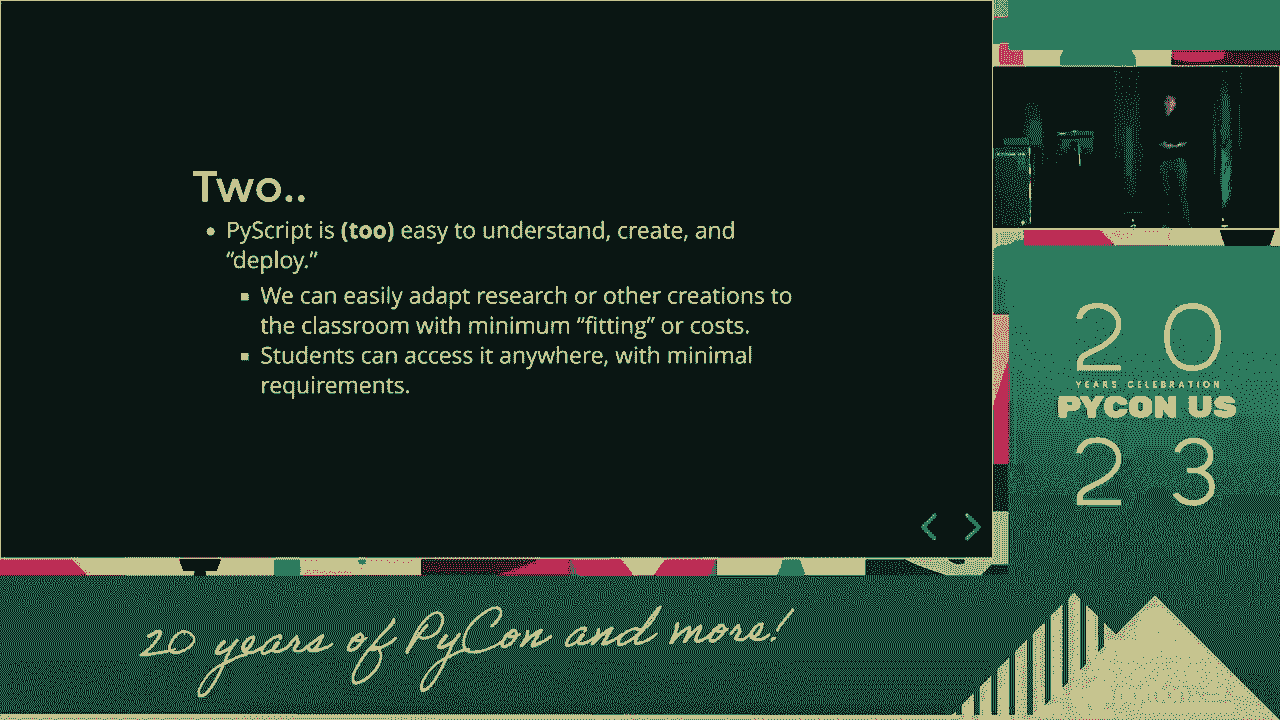 Two..
• PyScript is (too) easy to understand, create, and
“deploy.”
▪ We can easily adapt research or other creations to
the classroom with minimum “fitting” or costs.
▪ Students can access it anywhere, with minimal
requirements.
20
YEARS CELEBRATION
PYCON US
23
20 years of PyCon and more!